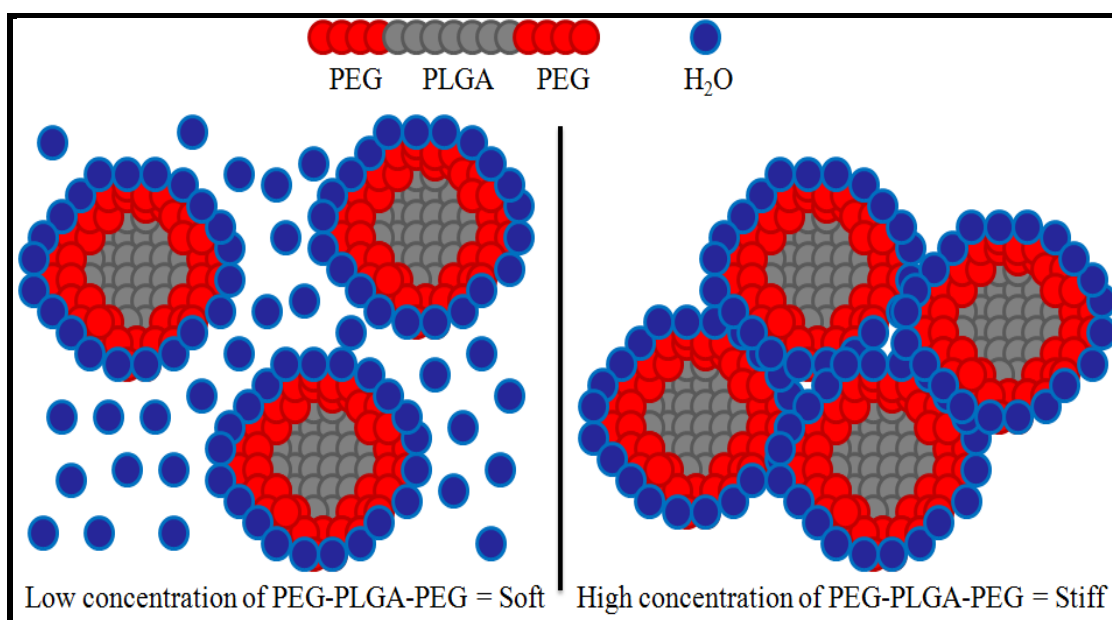 PEG PLGA PEG H₂O
Low concentration of PEG-PLGA-PEG = Soft
High concentration of PEG-PLGA-PEG = Stiff